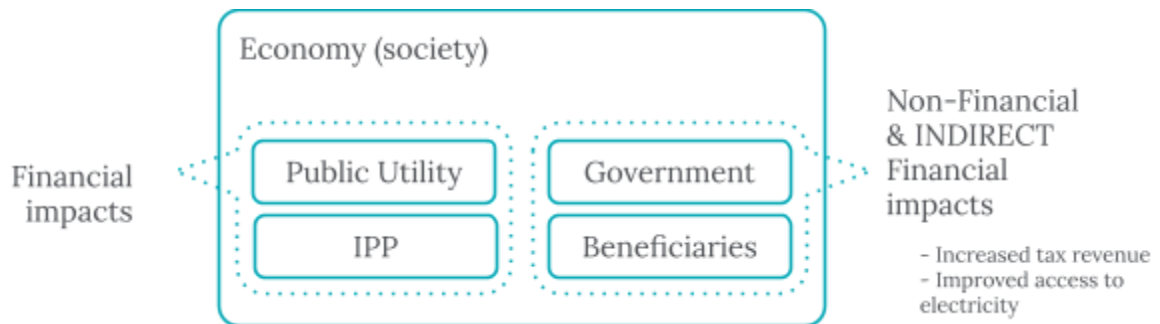 Economy (society)
Financial
impacts
Public Utility
IPP
Government
Beneficiaries
Non-Financial
& INDIRECT
Financial
impacts
- Increased tax revenue
- Improved access to
electricity